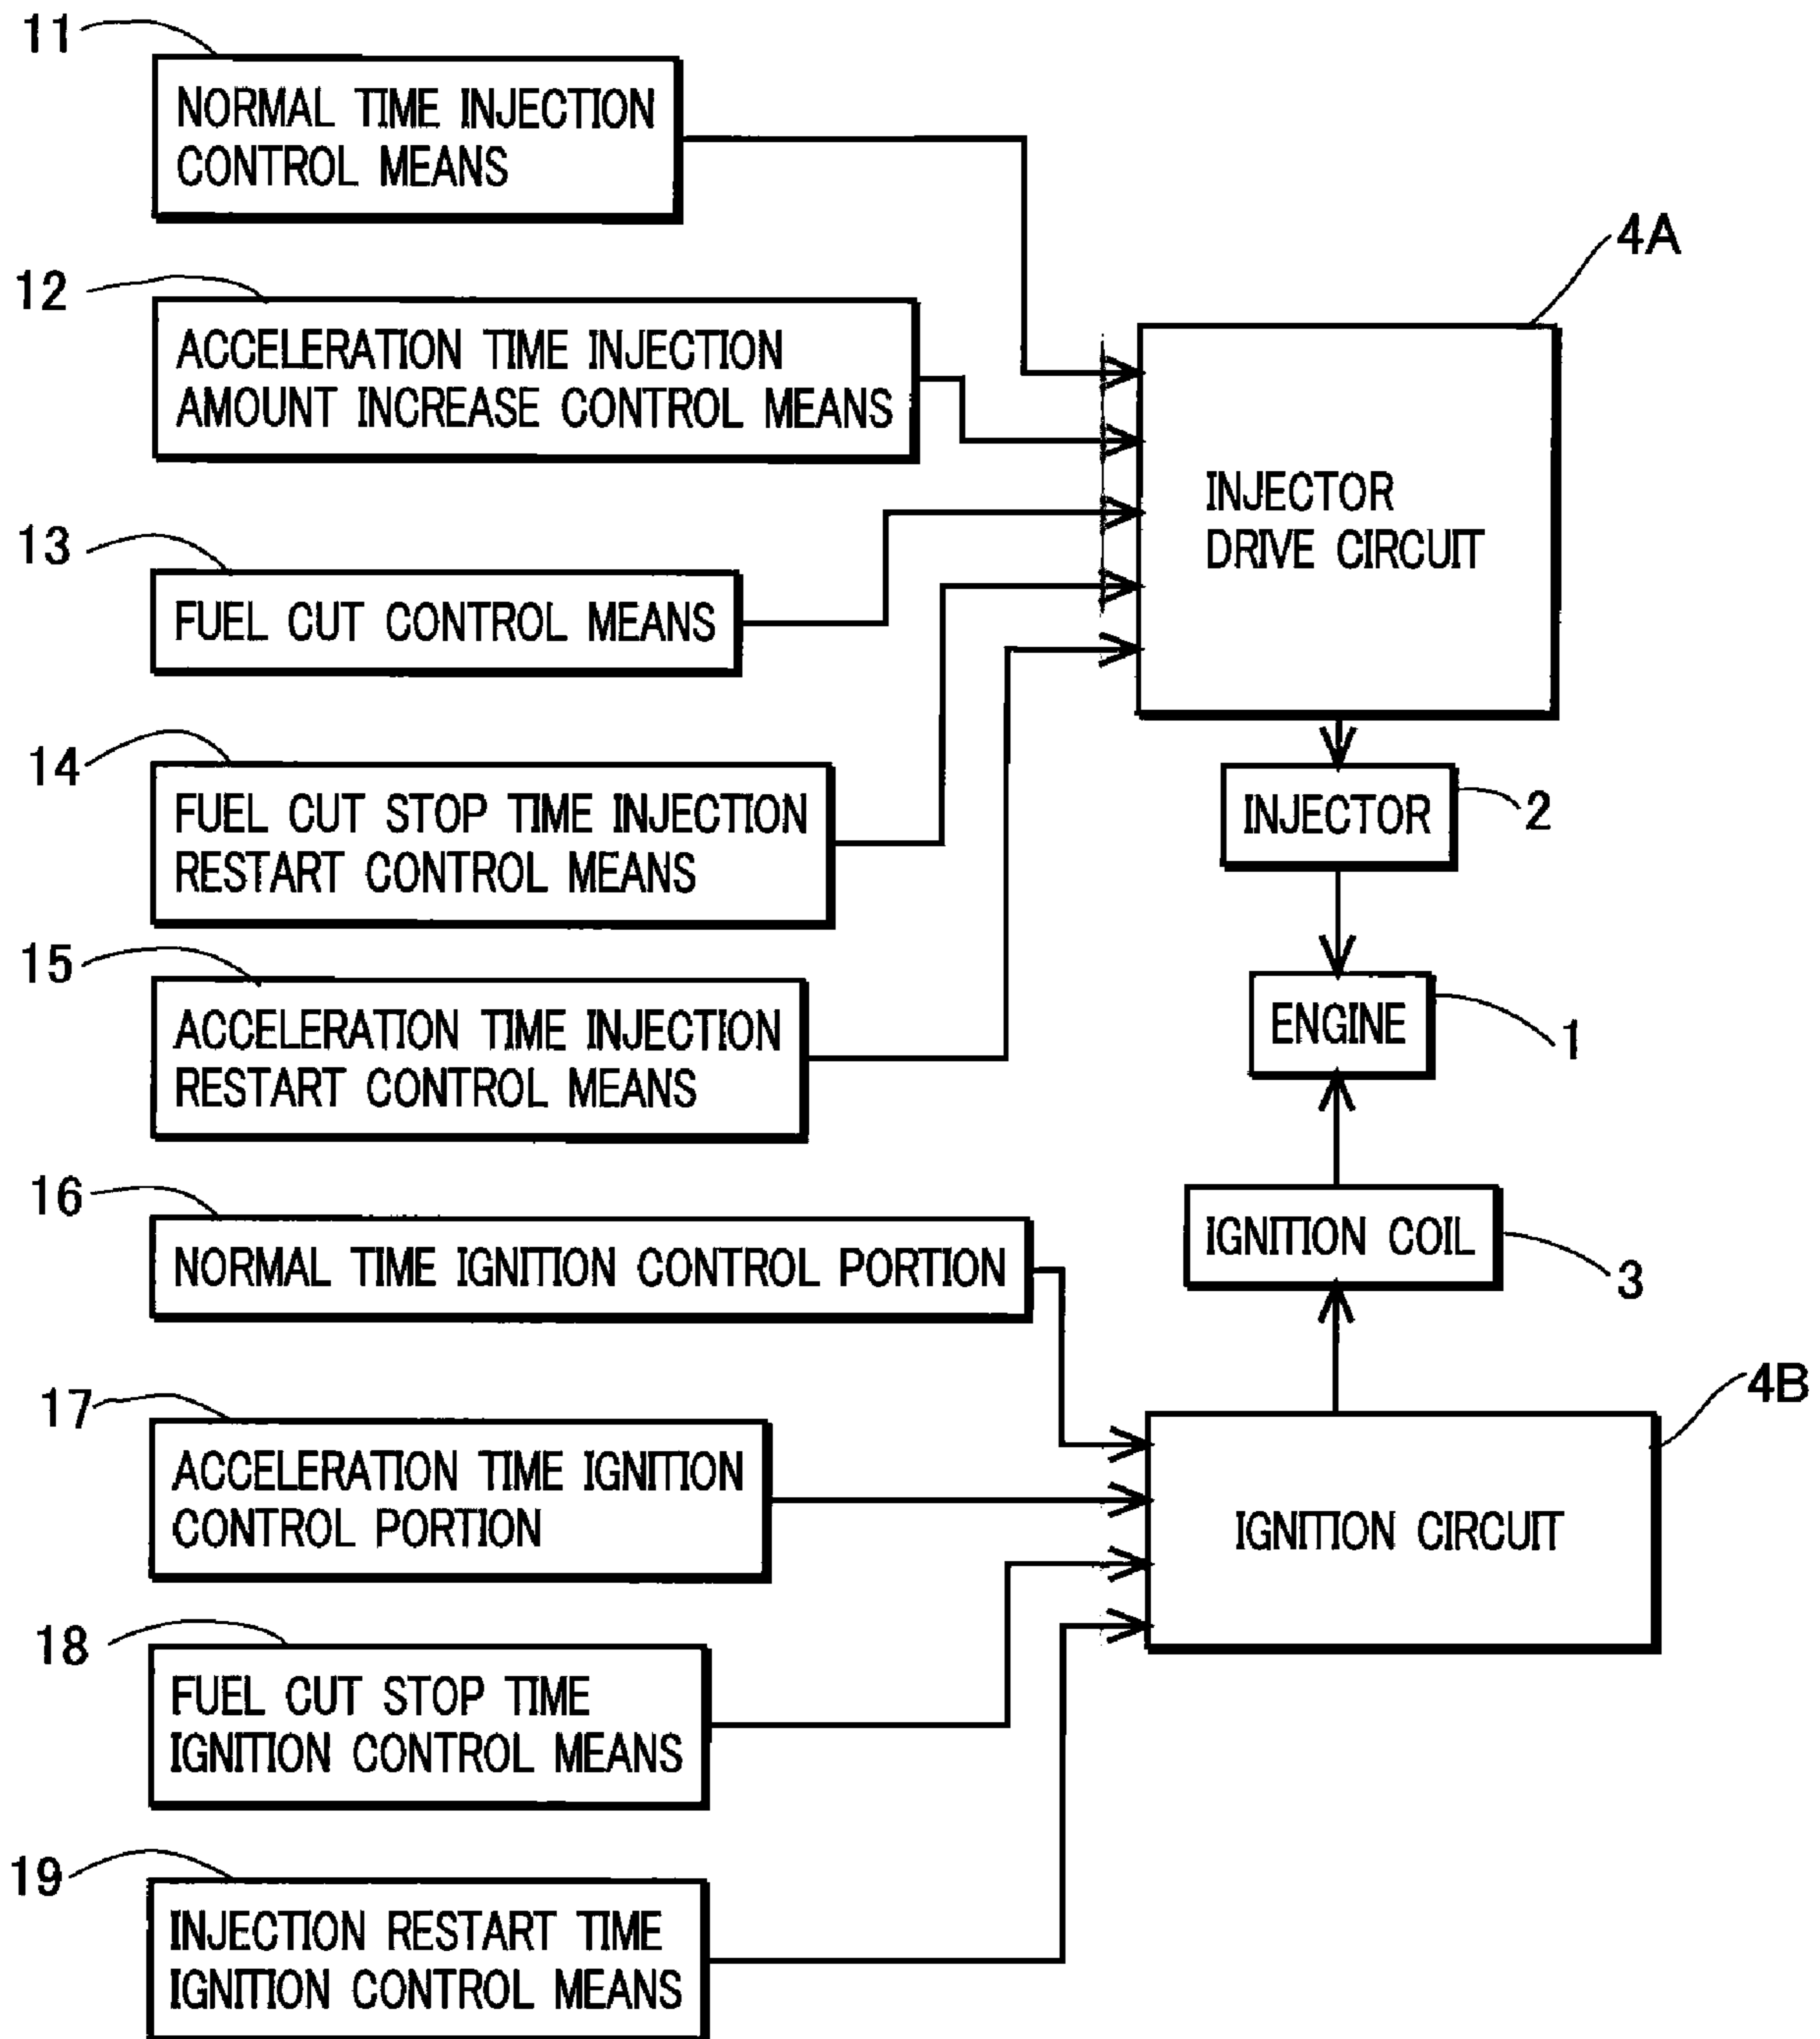 11
NORMAL TIME INJECTION
CONTROL MEANS
4A
12
ACCELERATION TIME INJECTION
AMOUNT INCREASE CONTROL MEANS
INJECTOR
DRIVE CIRCUIT
13
FUEL CUT CONTROL MEANS
14
FUEL CUT STOP TIME INJECTION
RESTART CONTROL MEANS
INJECTOR
2
15
ACCELERATION TIME INJECTION
RESTART CONTROL MEANS
ENGINE
1
16
NORMAL TIME IGNITION CONTROL PORTION
IGNITION COIL
3
17
ACCELERATION TIME IGNITION
CONTROL PORTION
4B
IGNITION CIRCUIT
18
FUEL CUT STOP TIME
IGNITION CONTROL MEANS
19
INJECTION RESTART TIME
IGNITION CONTROL MEANS